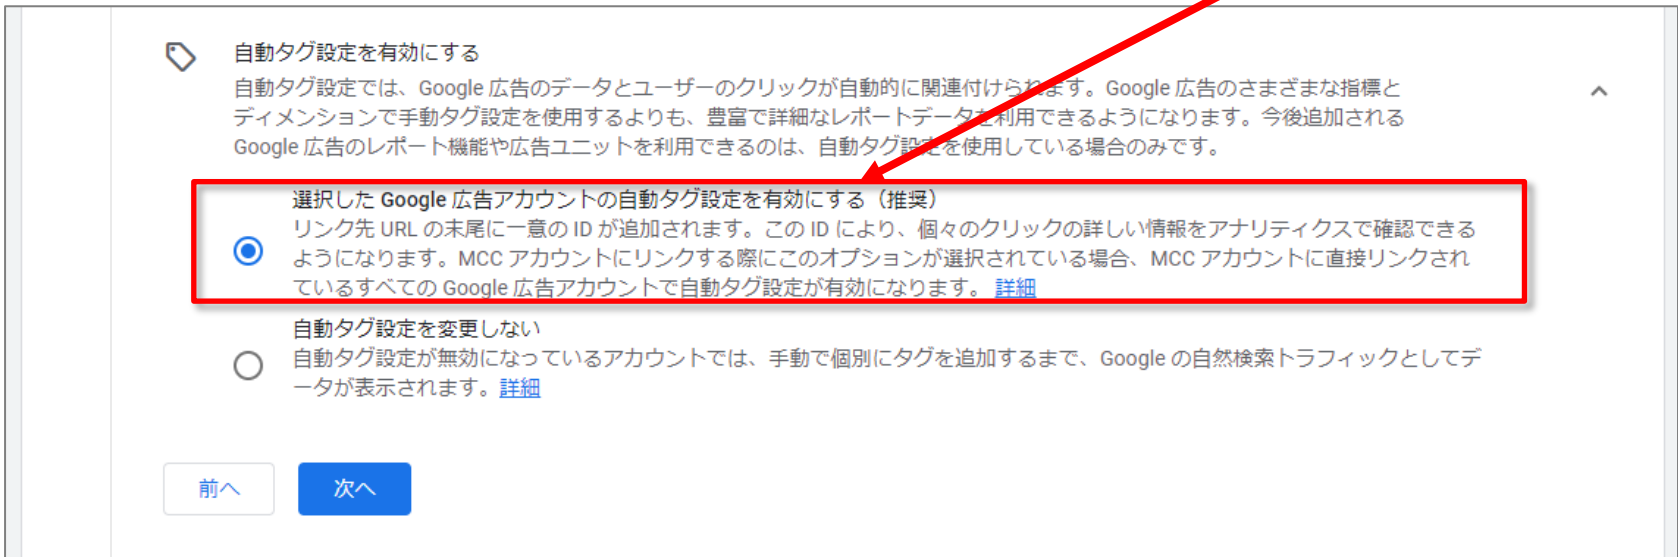 自動タグ設定を有効にする
自動タグ設定では、Google 広告のデータとユーザーのクリックが自動的に関連付けられます。Google 広告のさまざまな指標と
ディメンションで手動タグ設定を使用するよりも、豊富で詳細なレポートデータを利用できるようになります。今後追加される
Google 広告のレポート機能や広告ユニットを利用できるのは、自動タグ設定を使用している場合のみです。
選択した Google 広告アカウントの自動タグ設定を有効にする（推奨）
リンク先 URL の末尾に一意の ID が追加されます。この ID により、個々のクリックの詳しい情報をアナリティクスで確認できる
ようになります。MCC アカウントにリンクする際にこのオプションが選択されている場合、MCC アカウントに直接リンクされ
ているすべての Google 広告アカウントで自動タグ設定が有効になります。 詳細
自動タグ設定を変更しない
自動タグ設定が無効になっているアカウントでは、手動で個別にタグを追加するまで、Google の自然検索トラフィックとしてデ
ータが表示されます。詳細
前へ
次へ